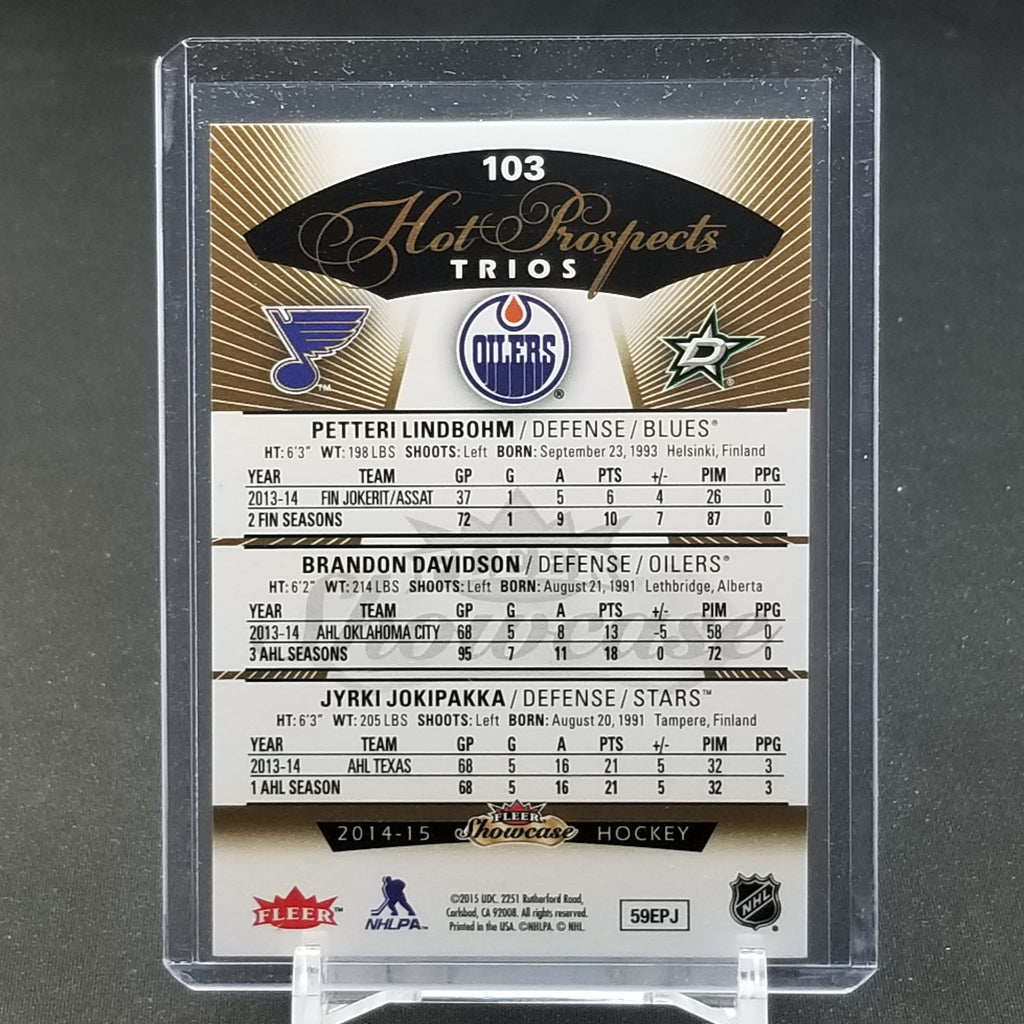 103
Hot Prospects
TRIOS
OILERS
D
PETTERI LINDBOHM / DEFENSE / BLUES®
HT: 6'3" WT: 198 LBS SHOOTS: Left BORN: September 23, 1993 Helsinki, Finland
YEAR TEAM GP G A PTS +/- PIM PPG
2013-14 FIN JOKERIT/ASSAT 37 1 5 6 4 26 0
2 FIN SEASONS 72 1 9 10 7 87 0
BRANDON DAVIDSON / DEFENSE / OILERS®
HT: 6'2" WT: 214 LBS SHOOTS: Left BORN: August 21, 1991 Lethbridge, Alberta
YEAR TEAM GP G A PTS +/- PIM PPG
2013-14 AHL OKLAHOMA CITY 68 5 8 13 -5 58 0
3 AHL SEASONS 95 7 11 18 0 72 0
JYRKI JOKIPAKKA / DEFENSE / STARS™
HT: 6'3" WT: 205 LBS SHOOTS: Left BORN: August 20, 1991 Tampere, Finland
YEAR TEAM GP G A PTS +/- PIM PPG
2013-14 AHL TEXAS 68 5 16 21 5 32 3
1 AHL SEASON 68 5 16 21 5 32 3
2014-15 FLEER Showcase HOCKEY
FLEER™
NHLPA™
©2015 UDC. 2251 Rutherford Road,
Carlsbad, CA 92008. All rights reserved.
Printed in the USA. ©NHLPA. © NHL.
59EPJ
NHL